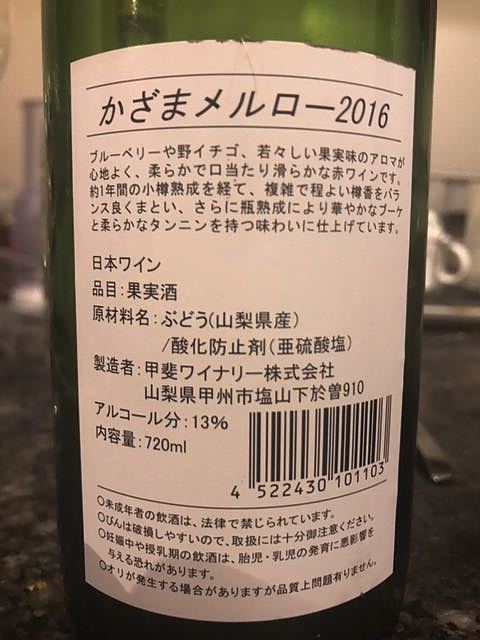 かざまメルロー2016
ブルーベリーや野イチゴ、若々しい果実味のアロマが
心地よく、柔らかで口当たり滑らかな赤ワインです。
約1年間の小樽熟成を経て、複雑で程よい樽香をバラ
ンス良くまとい、さらに瓶熟成により華やかなブーケ
と柔らかなタンニンを持つ味わいに仕上げています。
日本ワイン
品目：果実酒
原材料名：ぶどう（山梨県産）
/酸化防止剤（亜硫酸塩）
製造者：甲斐ワイナリー株式会社
山梨県甲州市塩山下於曽910
アルコール分：13%
内容量：720ml
4 522430 101103
○未成年者の飲酒は、法律で禁じられています。
○びんは破損しやすいので、取扱には十分御注意ください。
○妊娠中や授乳期の飲酒は、胎児・乳児の発育に悪影響を
与える恐れがあります。
○オリが発生する場合がありますが品質上問題有りません。